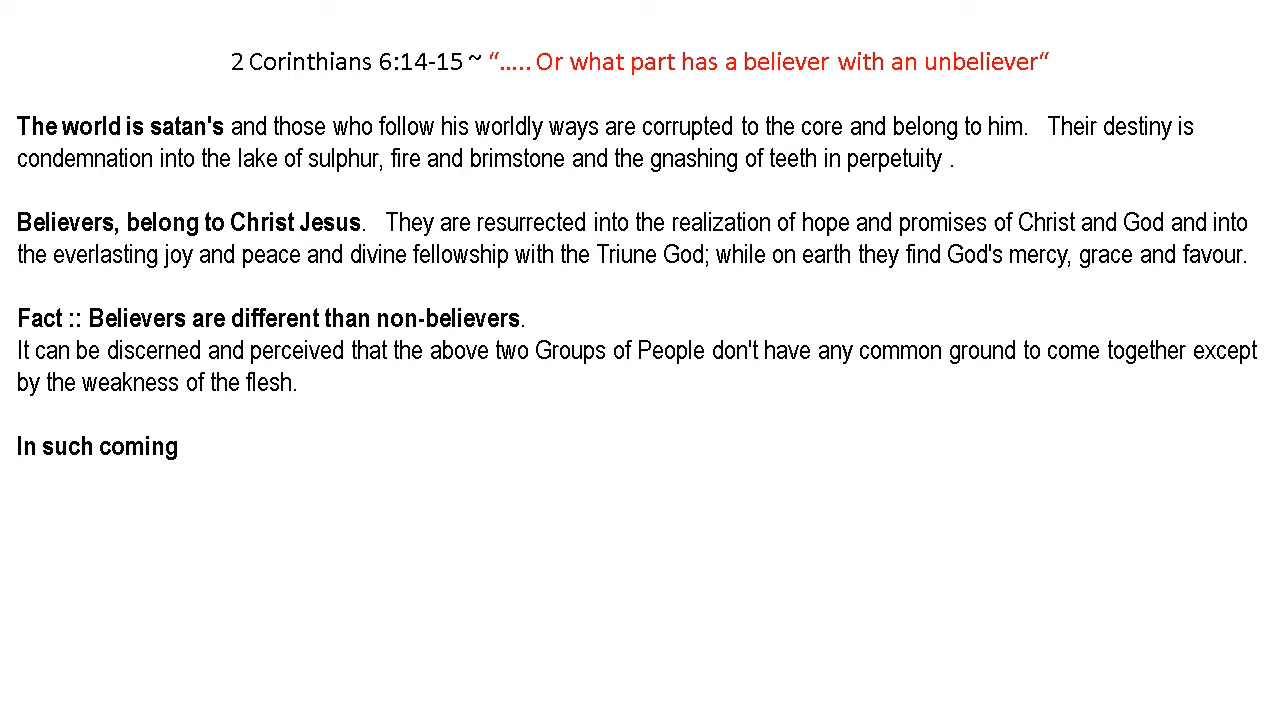 2 Corinthians 6:14-15 ~ “..... Or what part has a believer with an unbeliever“
The world is satan's and those who follow his worldly ways are corrupted to the core and belong to him.   Their destiny is
condemnation into the lake of sulphur, fire and brimstone and the gnashing of teeth in perpetuity .
Believers, belong to Christ Jesus.   They are resurrected into the realization of hope and promises of Christ and God and into
the everlasting joy and peace and divine fellowship with the Triune God; while on earth they find God's mercy, grace and favour.
Fact :: Believers are different than non-believers.
It can be discerned and perceived that the above two Groups of People don't have any common ground to come together except
by the weakness of the flesh.
In such coming